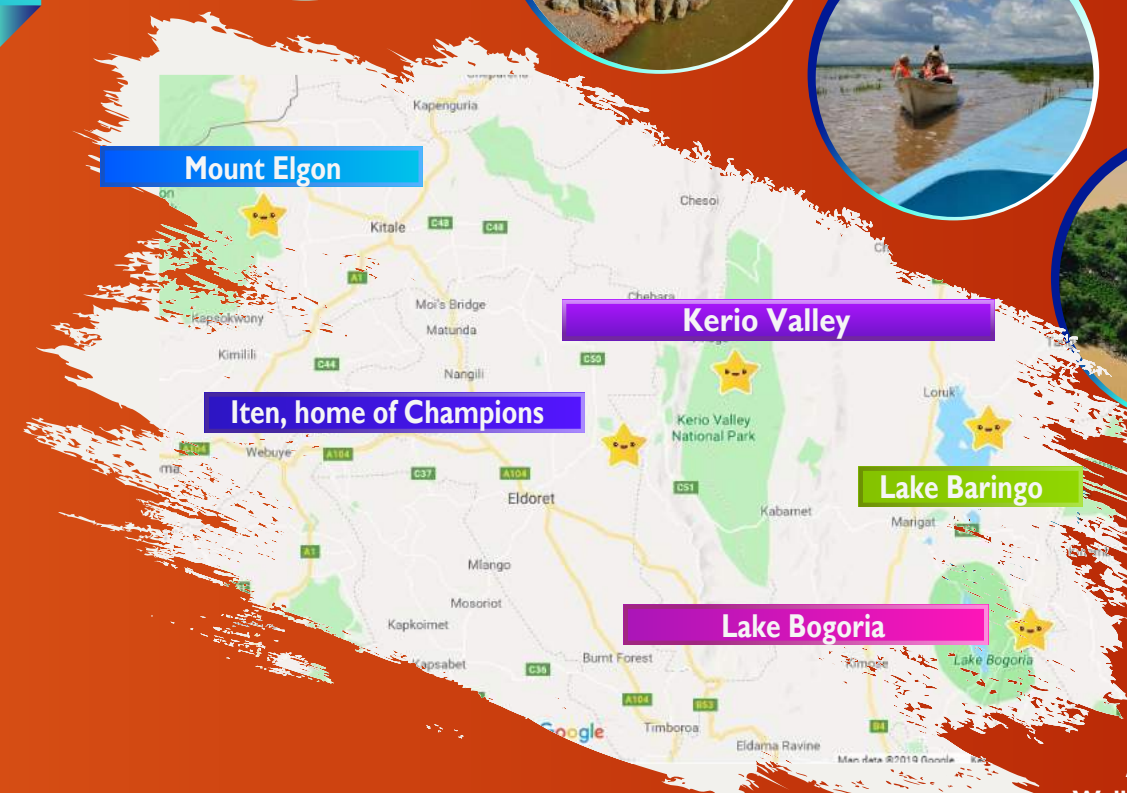 Kapenguria
Mount Elgon
Chesoi
Kitale
C48
C48
A1
Moi's Bridge
Chebara
Kerio Valley
Kapsokwony
Matunda
Kimilili
C44
Nangili
C50
Loruk
Iten, home of Champions
Kerio Valley
National Park
A104
Webuye
A104
C37
A104
C51
Eldoret
Lake Baringo
Kabarnet
Marigat
A1
Mlango
Mosoriot
Lake Bogoria
Kapkoimet
Kapsabet
C36
Burnt Forest
Kimose
Lake Bogoria
A104
B53
Timboroa
B4
Google
Eldama Ravine
Map data ©2019 Google